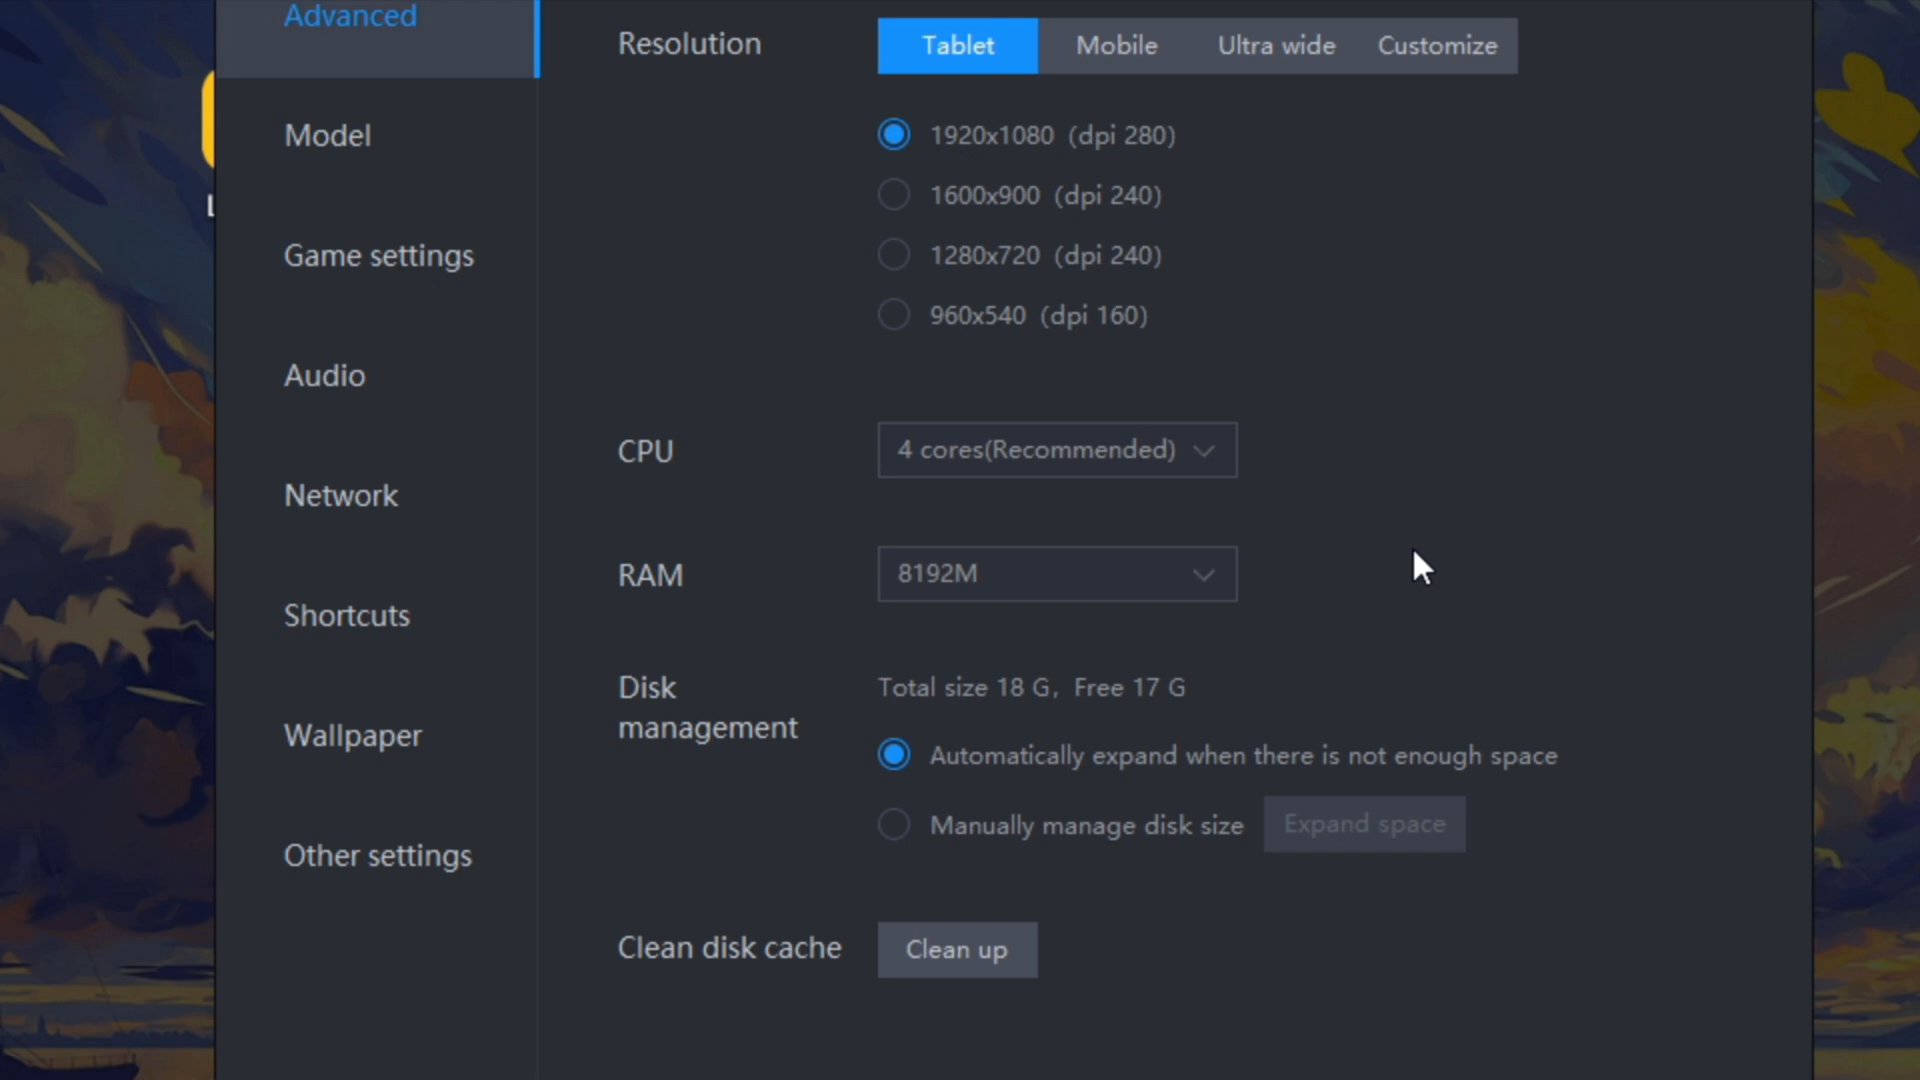 Advanced
Model
Game settings
Audio
Network
Shortcuts
Wallpaper
Other settings
Resolution
Tablet Mobile Ultra wide Customize
1920x1080 (dpi 280)
1600x900 (dpi 240)
1280x720 (dpi 240)
960x540 (dpi 160)
CPU
4 cores(Recommended)
RAM
8192M
Disk management
Total size 18 G, Free 17 G
Automatically expand when there is not enough space
Manually manage disk size Expand space
Clean disk cache Clean up